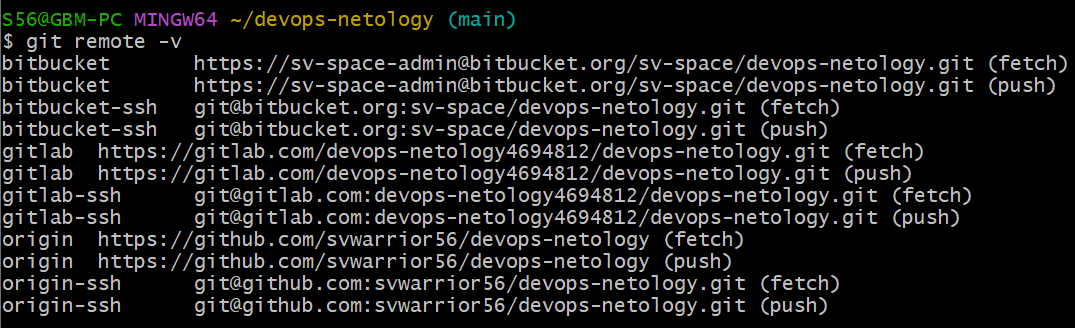 S56@GBM-PC MINGW64 ~/devops-netology (main)
$ git remote -v
bitbucket       https://sv-space-admin@bitbucket.org/sv-space/devops-netology.git (fetch)
bitbucket       https://sv-space-admin@bitbucket.org/sv-space/devops-netology.git (push)
bitbucket-ssh   git@bitbucket.org:sv-space/devops-netology.git (fetch)
bitbucket-ssh   git@bitbucket.org:sv-space/devops-netology.git (push)
gitlab  https://gitlab.com/devops-netology4694812/devops-netology.git (fetch)
gitlab  https://gitlab.com/devops-netology4694812/devops-netology.git (push)
gitlab-ssh      git@gitlab.com:devops-netology4694812/devops-netology.git (fetch)
gitlab-ssh      git@gitlab.com:devops-netology4694812/devops-netology.git (push)
origin  https://github.com/svwarrior56/devops-netology (fetch)
origin  https://github.com/svwarrior56/devops-netology (push)
origin-ssh      git@github.com:svwarrior56/devops-netology.git (fetch)
origin-ssh      git@github.com:svwarrior56/devops-netology.git (push)